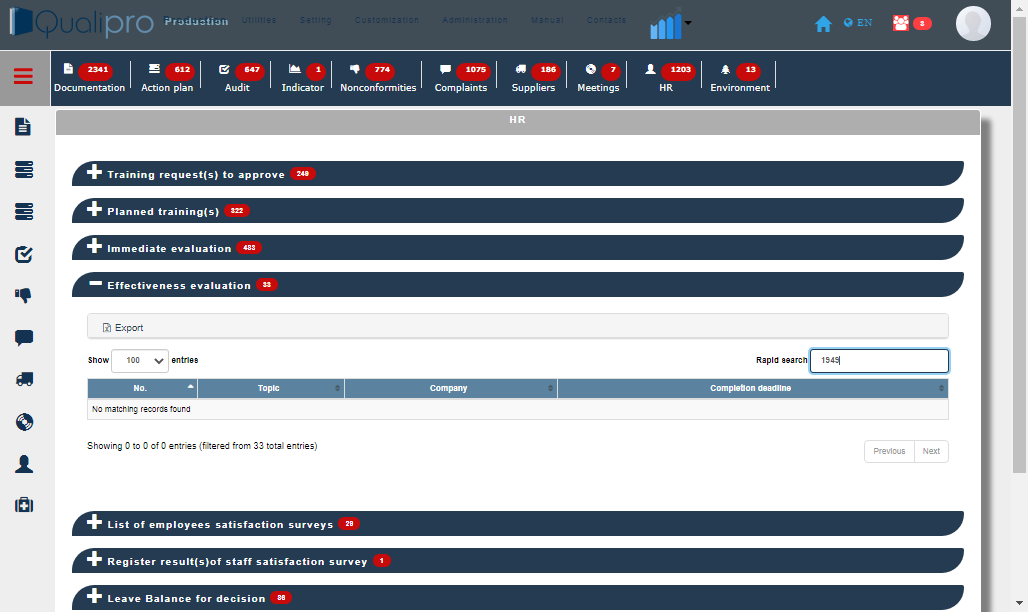 Qualipro
Production Utilities Setting Customization Administration Manual Contacts
EN 3
2341 612 647 1 774 1075 186 7 1203 13
Documentation Action plan Audit Indicator Nonconformities Complaints Suppliers Meetings HR Environment
HR
Training request(s) to approve 249
Planned training(s) 322
Immediate evaluation 483
Effectiveness evaluation 33
Export
Show 100 entries Rapid search 1949
No. Topic Company Completion deadline
No matching records found
Showing 0 to 0 of 0 entries (filtered from 33 total entries)
Previous Next
List of employees satisfaction surveys 29
Register result(s)of staff satisfaction survey 1
Leave Balance for decision 86